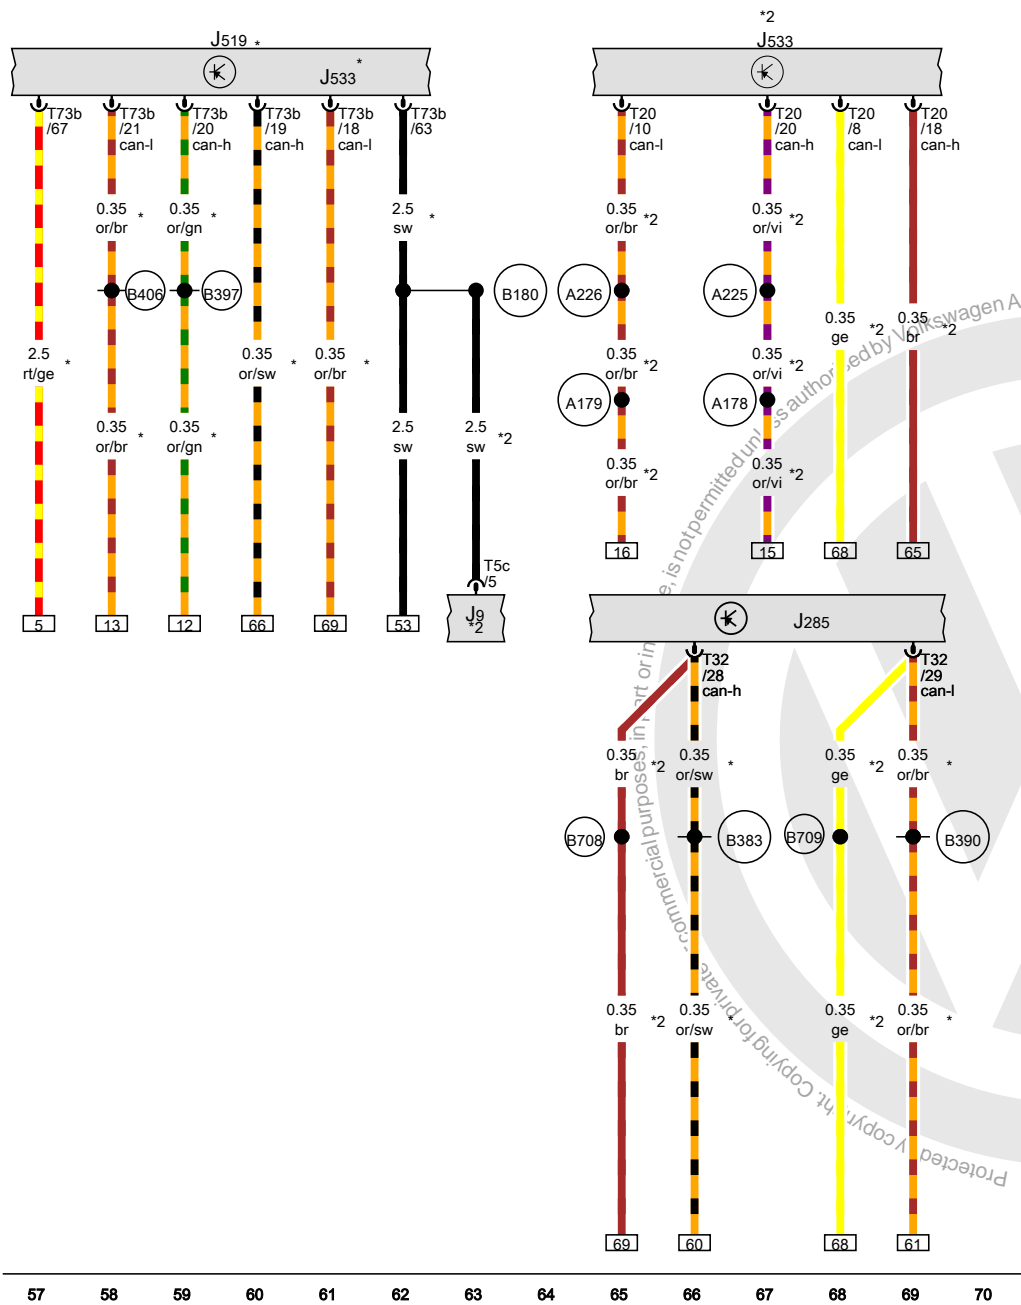 *2
J519 *
J533 *
J533
T73b
/67
T73b
/21
can-l
T73b
/20
can-h
T73b
/19
can-h
T73b
/18
can-l
T73b
/63
T20
/10
can-l
T20
/20
can-h
T20
/8
can-l
T20
/18
can-h
0.35
or/br *
0.35
or/gn *
2.5
sw *
0.35
or/br *2
0.35
or/vi *2
B406
B397
B180
A226
A225
2.5
rt/ge *
0.35
or/sw *
0.35
or/br *
0.35
or/br *2
0.35
or/vi *2
0.35
ge *2
0.35
br *2
A179
A178
0.35
or/br *
0.35
or/gn *
2.5
sw
2.5
sw *2
0.35
or/br *2
0.35
or/vi *2
16
15
68
65
T5c
/5
J9
*2
5
13
12
66
69
53
J285
T32
/28
can-h
T32
/29
can-l
0.35
br *2
0.35
or/sw *
0.35
ge *2
0.35
or/br *
B708
B383
B709
B390
0.35
br *2
0.35
or/sw *
0.35
ge *2
0.35
or/br *
69
60
68
61
57 58 59 60 61 62 63 64 65 66 67 68 69 70
Protected by copyright. Copying for private commercial purposes, in part or in is not permitted by Volkswagen A